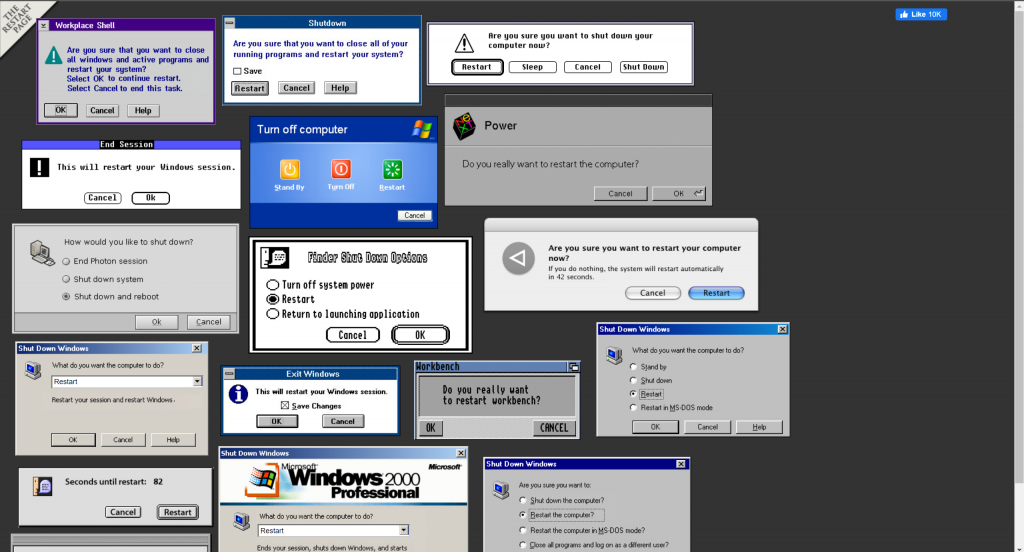 THE
RESTART
PAGE
Like 10K
Workplace Shell
Are you sure that you want to close
all windows and active programs and
restart your system?
Select OK to continue restart.
Select Cancel to end this task.
OK Cancel Help
Shutdown
Are you sure that you want to close all of your
running programs and restart your system?
Save
Restart Cancel Help
Are you sure you want to shut down your
computer now?
Restart Sleep Cancel Shut Down
End Session
This will restart your Windows session.
Cancel Ok
Turn off computer
Stand By Turn Off Restart
Cancel
Power
Do you really want to restart the computer?
Cancel OK
How would you like to shut down?
End Photon session
Shut down system
Shut down and reboot
Ok Cancel
Finder Shut Down Options
Turn off system power
Restart
Return to launching application
Cancel OK
Are you sure you want to restart your computer
now?
If you do nothing, the system will restart automatically
in 42 seconds.
Cancel Restart
Shut Down Windows
What do you want the computer to do?
Restart
Restart your session and restart Windows.
OK Cancel Help
Exit Windows
This will restart your Windows session.
Save Changes
OK Cancel
Workbench
Do you really want
to restart workbench?
OK CANCEL
Shut Down Windows
What do you want the computer to do?
Stand by
Shut down
Restart
Restart in MS-DOS mode
OK Cancel Help
Seconds until restart: 82
Cancel Restart
Shut Down Windows
Microsoft
Microsoft
Windows 2000
Professional
What do you want the computer to do?
Restart
Ends your session, shuts down Windows, and starts
Shut Down Windows
Are you sure you want to:
Shut down the computer?
Restart the computer?
Restart the computer in MS-DOS mode?
Close all programs and log on as a different user?